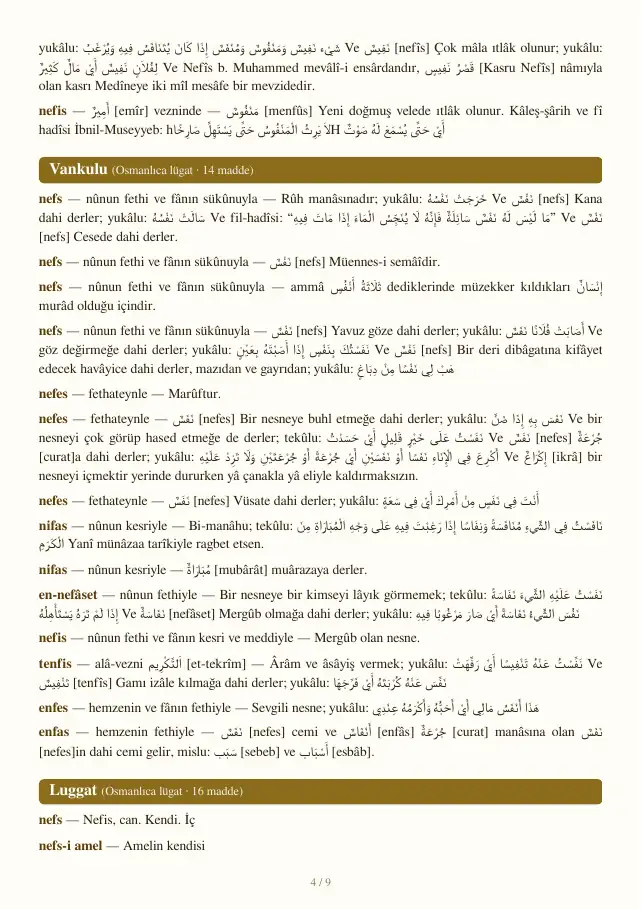 yukâlu: شَيْء نَفِيسٌ وَمَنْفُوسٌ وَمُنْفِسٌ إِذَا كَانَ يُتَنَافَسُ فِيهِ وَيُرْغَبُ Ve نَفِيسٌ [nefîs] Çok mâla ıtlâk olunur; yukâlu:
لِفُلَانٍ نَفِيسٌ أَيْ مَالٌ كَثِيرٌ Ve Nefîs b. Muhammed mevâlî-i ensârdandır, قَصْرُ نَفِيسٍ [Kasru Nefîs] nâmıyla
olan kasrı Medîneye iki mîl mesâfe bir mevzidedir.
nefis — أَمِيرٌ [emîr] vezninde — مَنْفُوسٌ [menfûs] Yeni doğmuş velede ıtlâk olunur. Kâleş-şârih ve fî
hadîsi İbnil-Museyyeb: hلاَ يَرِثُ الْمَنْفُوسُ حَتَّى يَسْتَهِلَّ صَارِخًاH أَيْ حَتَّى يُسْمَعَ لَهُ صَوْتٌ
Vankulu (Osmanlıca lügat · 14 madde)
nefs — nûnun fethi ve fânın sükûnuyla — Rûh manâsınadır; yukâlu: خَرَجَتْ نَفْسُهُ Ve نَفْسٌ [nefs] Kana
dahi derler; yukâlu: سَالَتْ نَفْسُهُ Ve fil-hadîsi: “مَا لَيْسَ لَهُ نَفْسٌ سَائِلَةٌ فَإِنَّهُ لَا يُنَجِّسُ الْمَاءَ إِذَا مَاتَ فِيهِ” Ve نَفْسٌ
[nefs] Cesede dahi derler.
nefs — nûnun fethi ve fânın sükûnuyla — نَفْسٌ [nefs] Müennes-i semâîdir.
nefs — nûnun fethi ve fânın sükûnuyla — ammâ ثَلَاثَةُ أَنْفُسٍ dediklerinde müzekker kıldıkları إِنْسَانٌ
murâd olduğu içindir.
nefs — nûnun fethi ve fânın sükûnuyla — نَفْسٌ [nefs] Yavuz göze dahi derler; yukâlu: أَصَابَتْ فُلَانًا نَفْسٌ Ve
göz değirmeğe dahi derler; yukâlu: نَفَسْتُكَ بِنَفْسٍ إِذَا أَصَبْتَهُ بِعَيْنٍ Ve نَفْسٌ [nefs] Bir deri dibâgatına kifâyet
edecek havâyice dahi derler, mazıdan ve gayrıdan; yukâlu: هَبْ لِي نَفْسًا مِنْ دِبَاغٍ
nefes — fethateynle — Marûftur.
nefes — fethateynle — نَفَسٌ [nefes] Bir nesneye buhl etmeğe dahi derler; yukâlu: نَفِسَ بِهِ إِذَا ضَنَّ Ve bir
nesneyi çok görüp hased etmeğe de derler; tekûlu: نَفِسْتُ عَلَى خَيْرٍ قَلِيلٍ أَيْ حَسَدْتُ Ve نَفَسٌ [nefes] جُرْعَةٌ
[curat]a dahi derler; yukâlu: أَكْرِعَ فِي الْإِنَاءِ نَفَسًا أَوْ نَفَسَيْنِ أَيْ جُرْعَةً أَوْ جُرْعَتَيْنِ وَلَا تَزِدْ عَلَيْهِ Ve إِكْرَاعٌ [ikrâ] bir
nesneyi içmektir yerinde dururken yâ çanakla yâ eliyle kaldırmaksızın.
nefes — fethateynle — نَفَسٌ [nefes] Vüsate dahi derler; yukâlu: أَنْتَ فِي نَفَسٍ مِنْ أَمْرِكَ أَيْ فِي سَعَةٍ
nifas — nûnun kesriyle — Bi-manâhu; tekûlu: نَافَسْتُ فِي الشَّيْءِ مُنَافَسَةً وَنِفَاسًا إِذَا رَغِبْتَ فِيهِ عَلَى وَجْهِ الْمُبَارَاةِ مِنْ
الْكَرَمِ Yanî münâzaa tarîkiyle ragbet etsen.
nifas — nûnun kesriyle — مُبَارَاةٌ [mubârât] muârazaya derler.
en-nefâset — nûnun fethiyle — Bir nesneye bir kimseyi lâyık görmemek; tekûlu: نَفِسْتُ عَلَيْهِ الشَّيْءَ نَفَاسَةً
إِذَا لَمْ تَرَهُ يَسْتَأْهِلُهُ Ve نَفَاسَةٌ [nefâset] Mergûb olmağa dahi derler; yukâlu: نَفُسَ الشَّيْءُ نَفَاسَةً أَيْ صَارَ مَرْغُوبًا فِيهِ
nefis — nûnun fethi ve fânın kesri ve meddiyle — Mergûb olan nesne.
tenfis — alâ-vezni اَلتَّكْرِيم [et-tekrîm] — Ârâm ve âsâyiş vermek; yukâlu: نَفَّسْتُ عَنْهُ تَنْفِيسًا أَيْ رَفَّهْتُ Ve
تَنْفِيسٌ [tenfîs] Gamı izâle kılmağa dahi derler; yukâlu: نَفَّسَ عَنْهُ كُرْبَتَهُ أَيْ فَرَّجَهَا
enfes — hemzenin ve fânın fethiyle — Sevgili nesne; yukâlu: هَذَا أَنْفَسُ مَالِي أَيْ أَحَبُّهُ وَأَكْرَمُهُ عِنْدِي
enfas — hemzenin fethiyle — نَفَسٌ [nefes] cemi ve أَنْفَاسٌ [enfâs] جُرْعَةٌ [curat] manâsına olan نَفَسٌ
[nefes]in dahi cemi gelir, mislu: سَبَب [sebeb] ve أَسْبَاب [esbâb].
Luggat (Osmanlıca lügat · 16 madde)
nefs — Nefis, can. Kendi. İç
nefs-i amel — Amelin kendisi
4 / 9